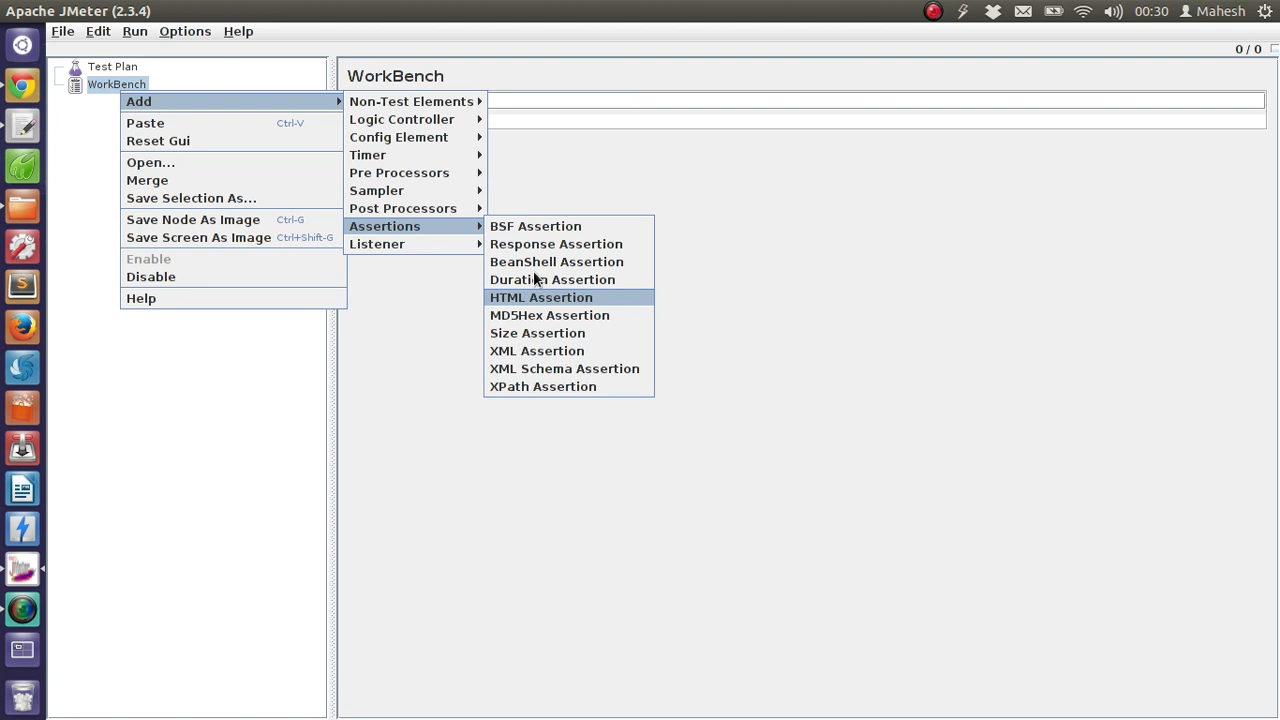 Apache JMeter (2.3.4)
00:30 Mahesh
File Edit Run Options Help
0 / 0
Test Plan
WorkBench
WorkBench
Add
Paste Ctrl-V
Reset Gui
Open...
Merge
Save Selection As...
Save Node As Image Ctrl-G
Save Screen As Image Ctrl+Shift-G
Enable
Disable
Help
Non-Test Elements
Logic Controller
Config Element
Timer
Pre Processors
Sampler
Post Processors
Assertions
Listener
BSF Assertion
Response Assertion
BeanShell Assertion
Duration Assertion
HTML Assertion
MD5Hex Assertion
Size Assertion
XML Assertion
XML Schema Assertion
XPath Assertion